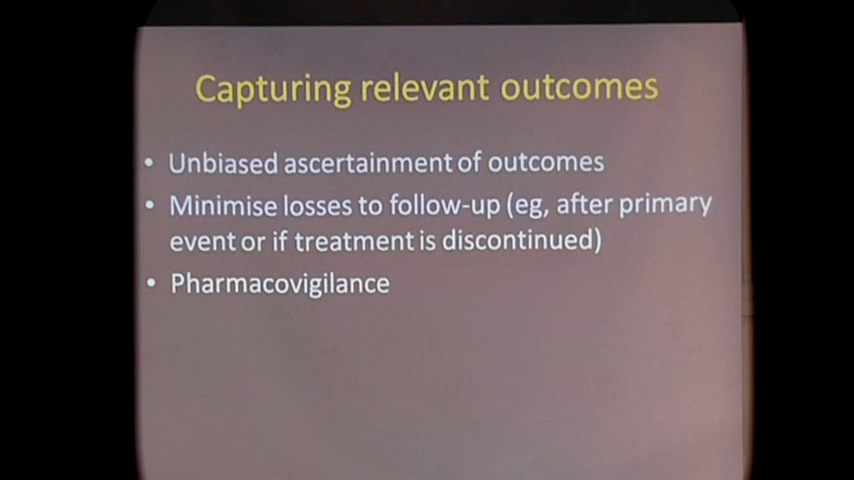 Capturing relevant outcomes
• Unbiased ascertainment of outcomes
• Minimise losses to follow-up (eg, after primary
event or if treatment is discontinued)
• Pharmacovigilance